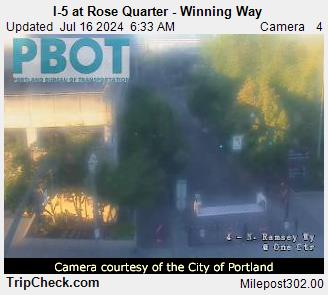 I-5 at Rose Quarter - Winning Way
Updated Jul 16 2024 6:33 AM Camera 4
PBOT
PORTLAND BUREAU OF TRANSPORTATION
4 - N. Ramsey Wy
@ One Ctr
Camera courtesy of the City of Portland
TripCheck.com Milepost302.00